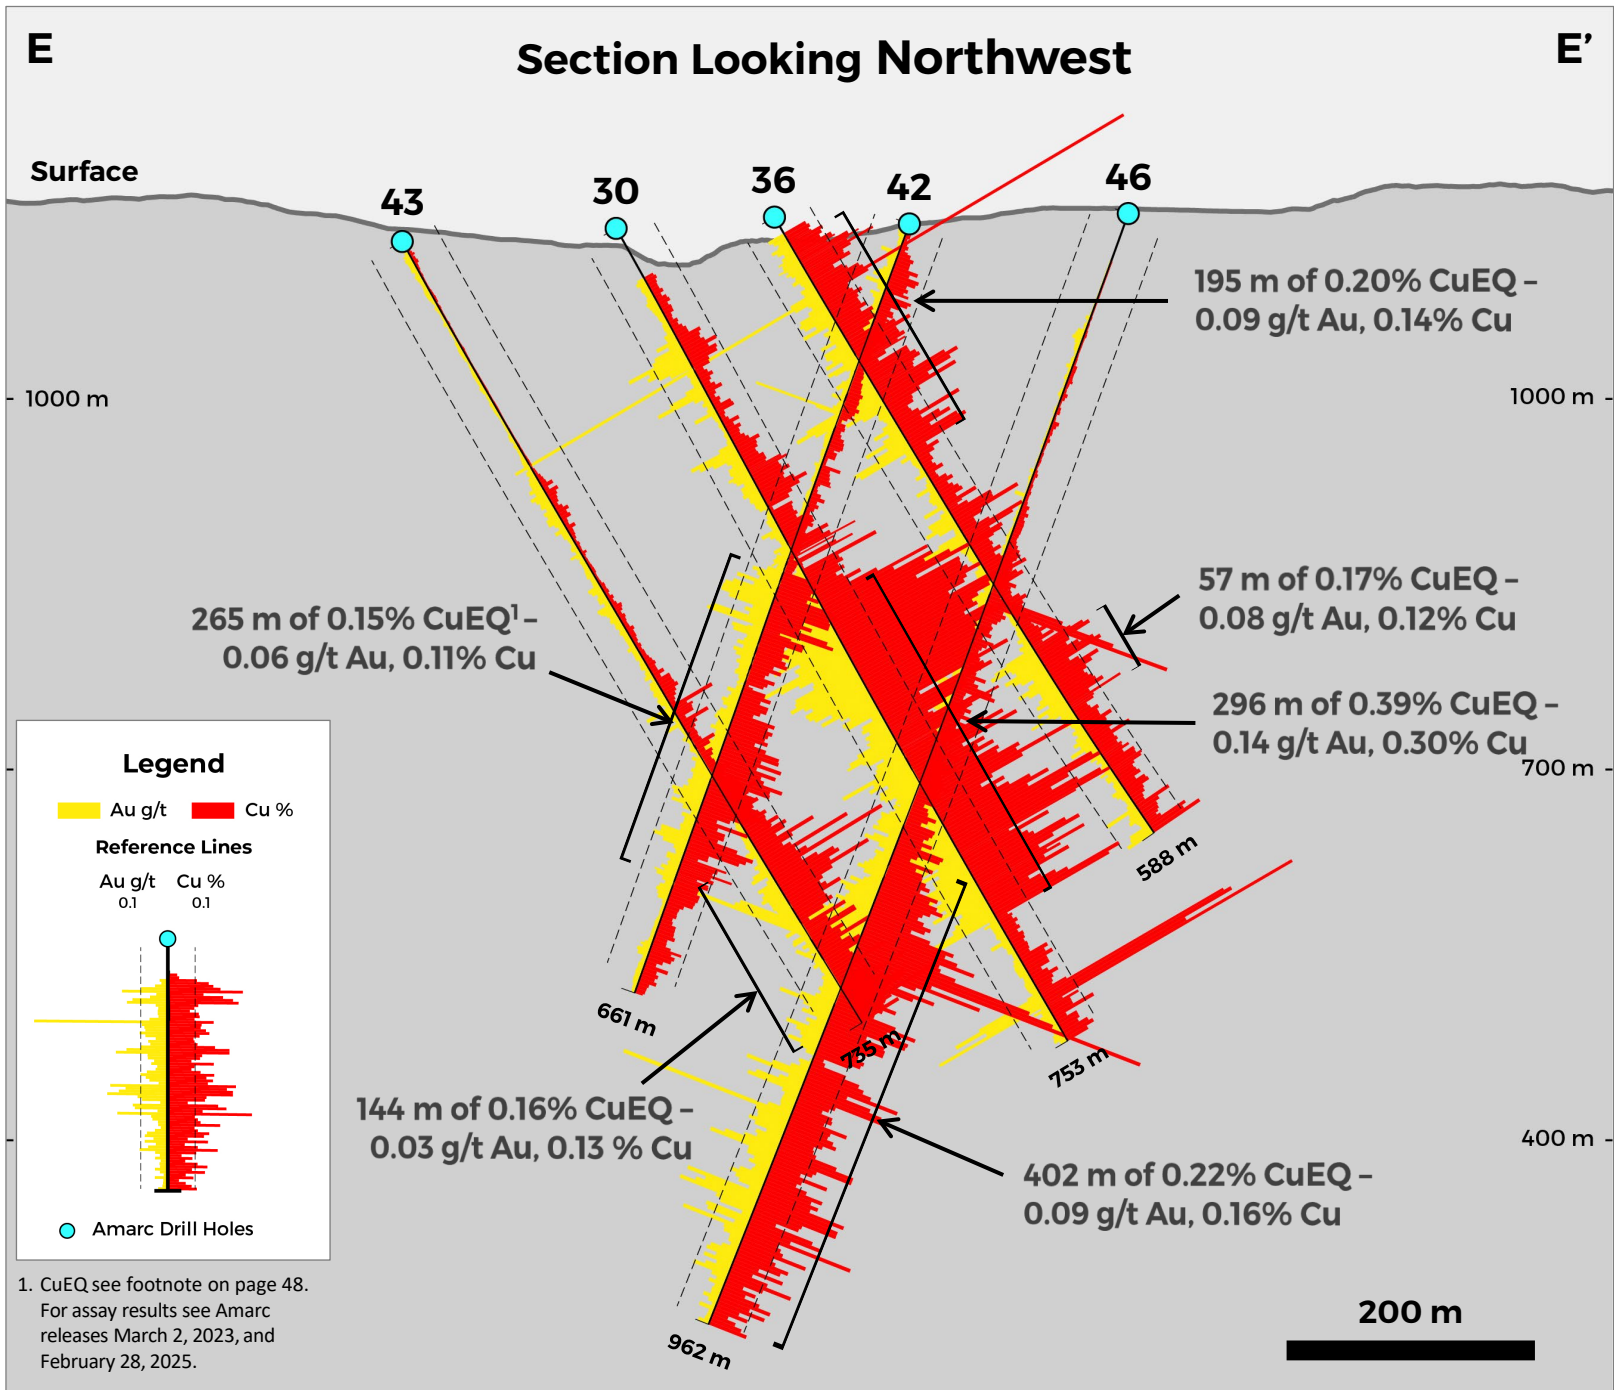 E
Section Looking Northwest
E’
Surface
43
30
36
42
46
195 m of 0.20% CuEQ –
0.09 g/t Au, 0.14% Cu
1000 m
1000 m
57 m of 0.17% CuEQ –
0.08 g/t Au, 0.12% Cu
265 m of 0.15% CuEQ¹–
0.06 g/t Au, 0.11% Cu
296 m of 0.39% CuEQ –
0.14 g/t Au, 0.30% Cu
700 m
Legend
Au g/t
Cu %
Reference Lines
Au g/t Cu %
0.1 0.1
Amarc Drill Holes
588 m
661 m
735 m
753 m
144 m of 0.16% CuEQ –
0.03 g/t Au, 0.13 % Cu
400 m
402 m of 0.22% CuEQ –
0.09 g/t Au, 0.16% Cu
962 m
200 m
1. CuEQ see footnote on page 48.
For assay results see Amarc
releases March 2, 2023, and
February 28, 2025.